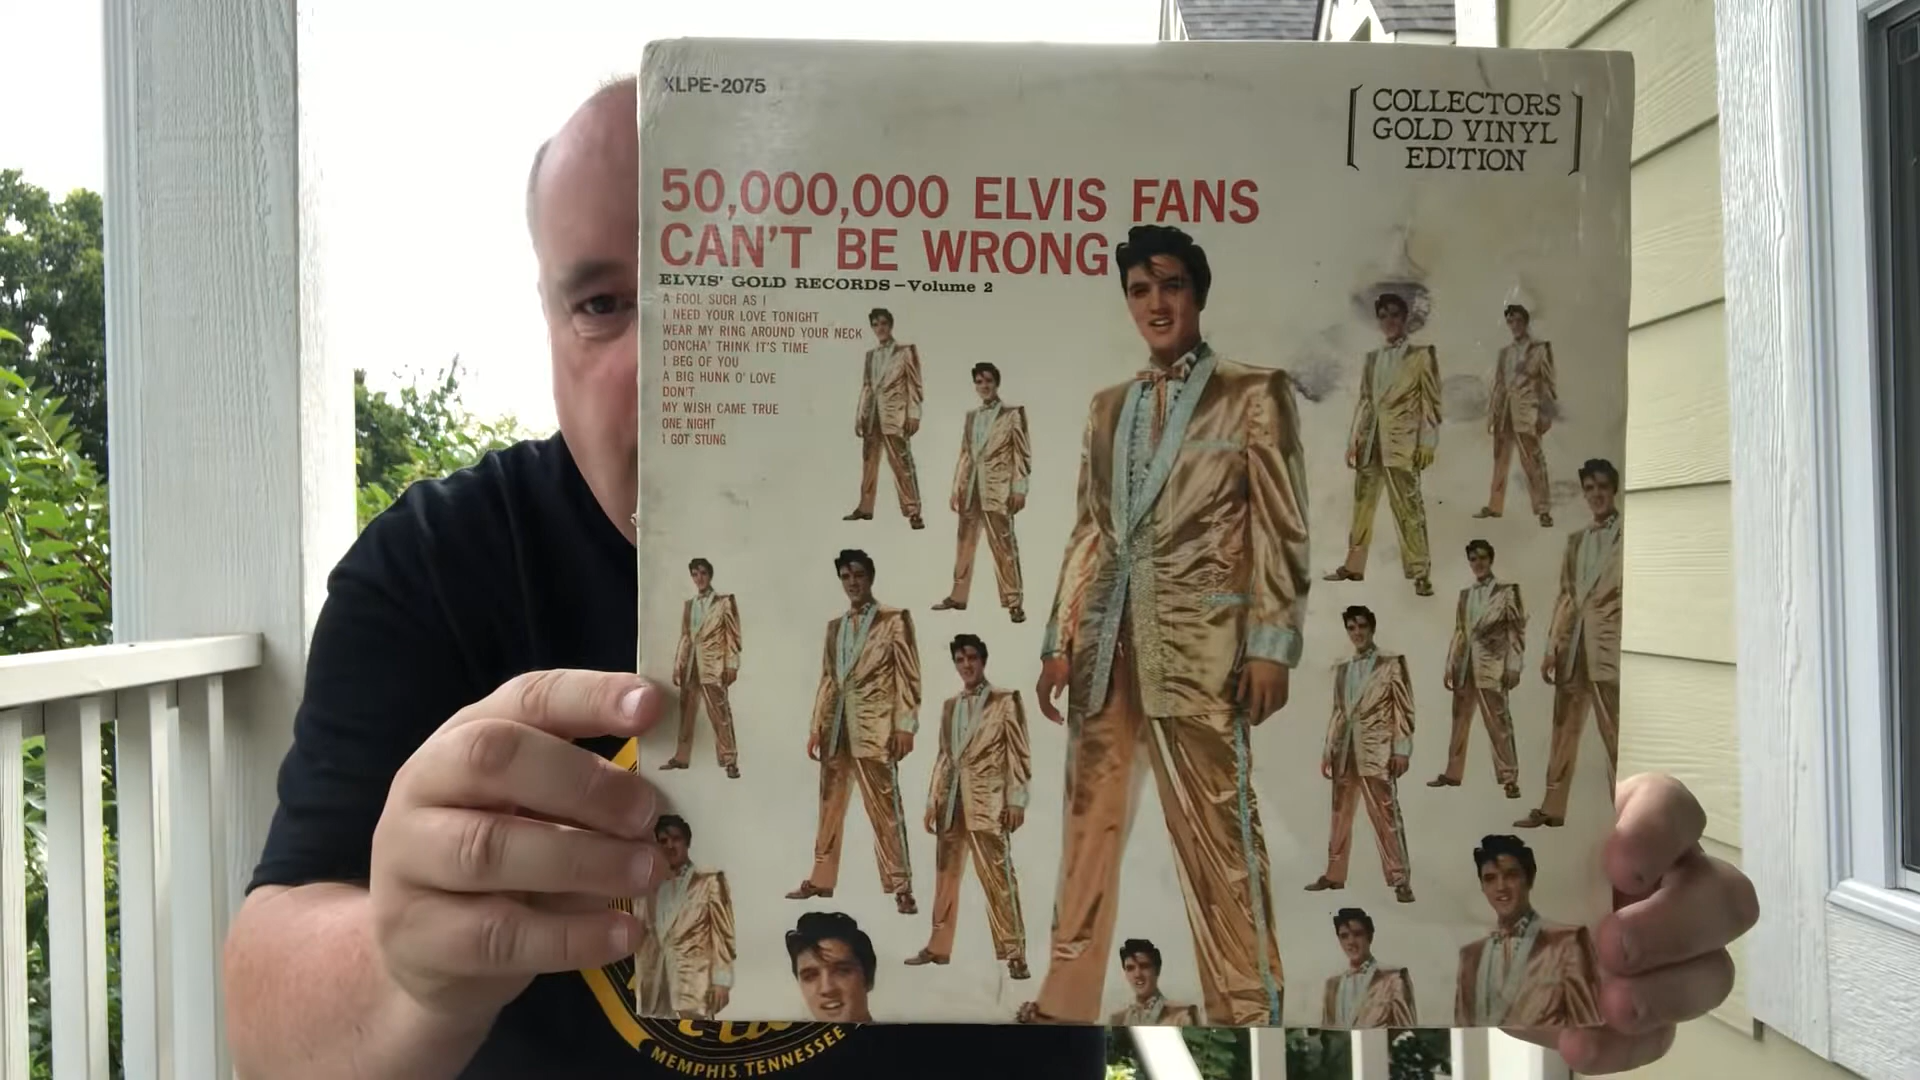 XLPE-2075
COLLECTORS
GOLD VINYL
EDITION
50,000,000 ELVIS FANS
CAN'T BE WRONG
ELVIS' GOLD RECORDS—Volume 2
A FOOL SUCH AS I
I NEED YOUR LOVE TONIGHT
WEAR MY RING AROUND YOUR NECK
DONCHA' THINK IT'S TIME
I BEG OF YOU
A BIG HUNK O' LOVE
DON'T
MY WISH CAME TRUE
ONE NIGHT
I GOT STUNG
MEMPHIS, TENNESSEE